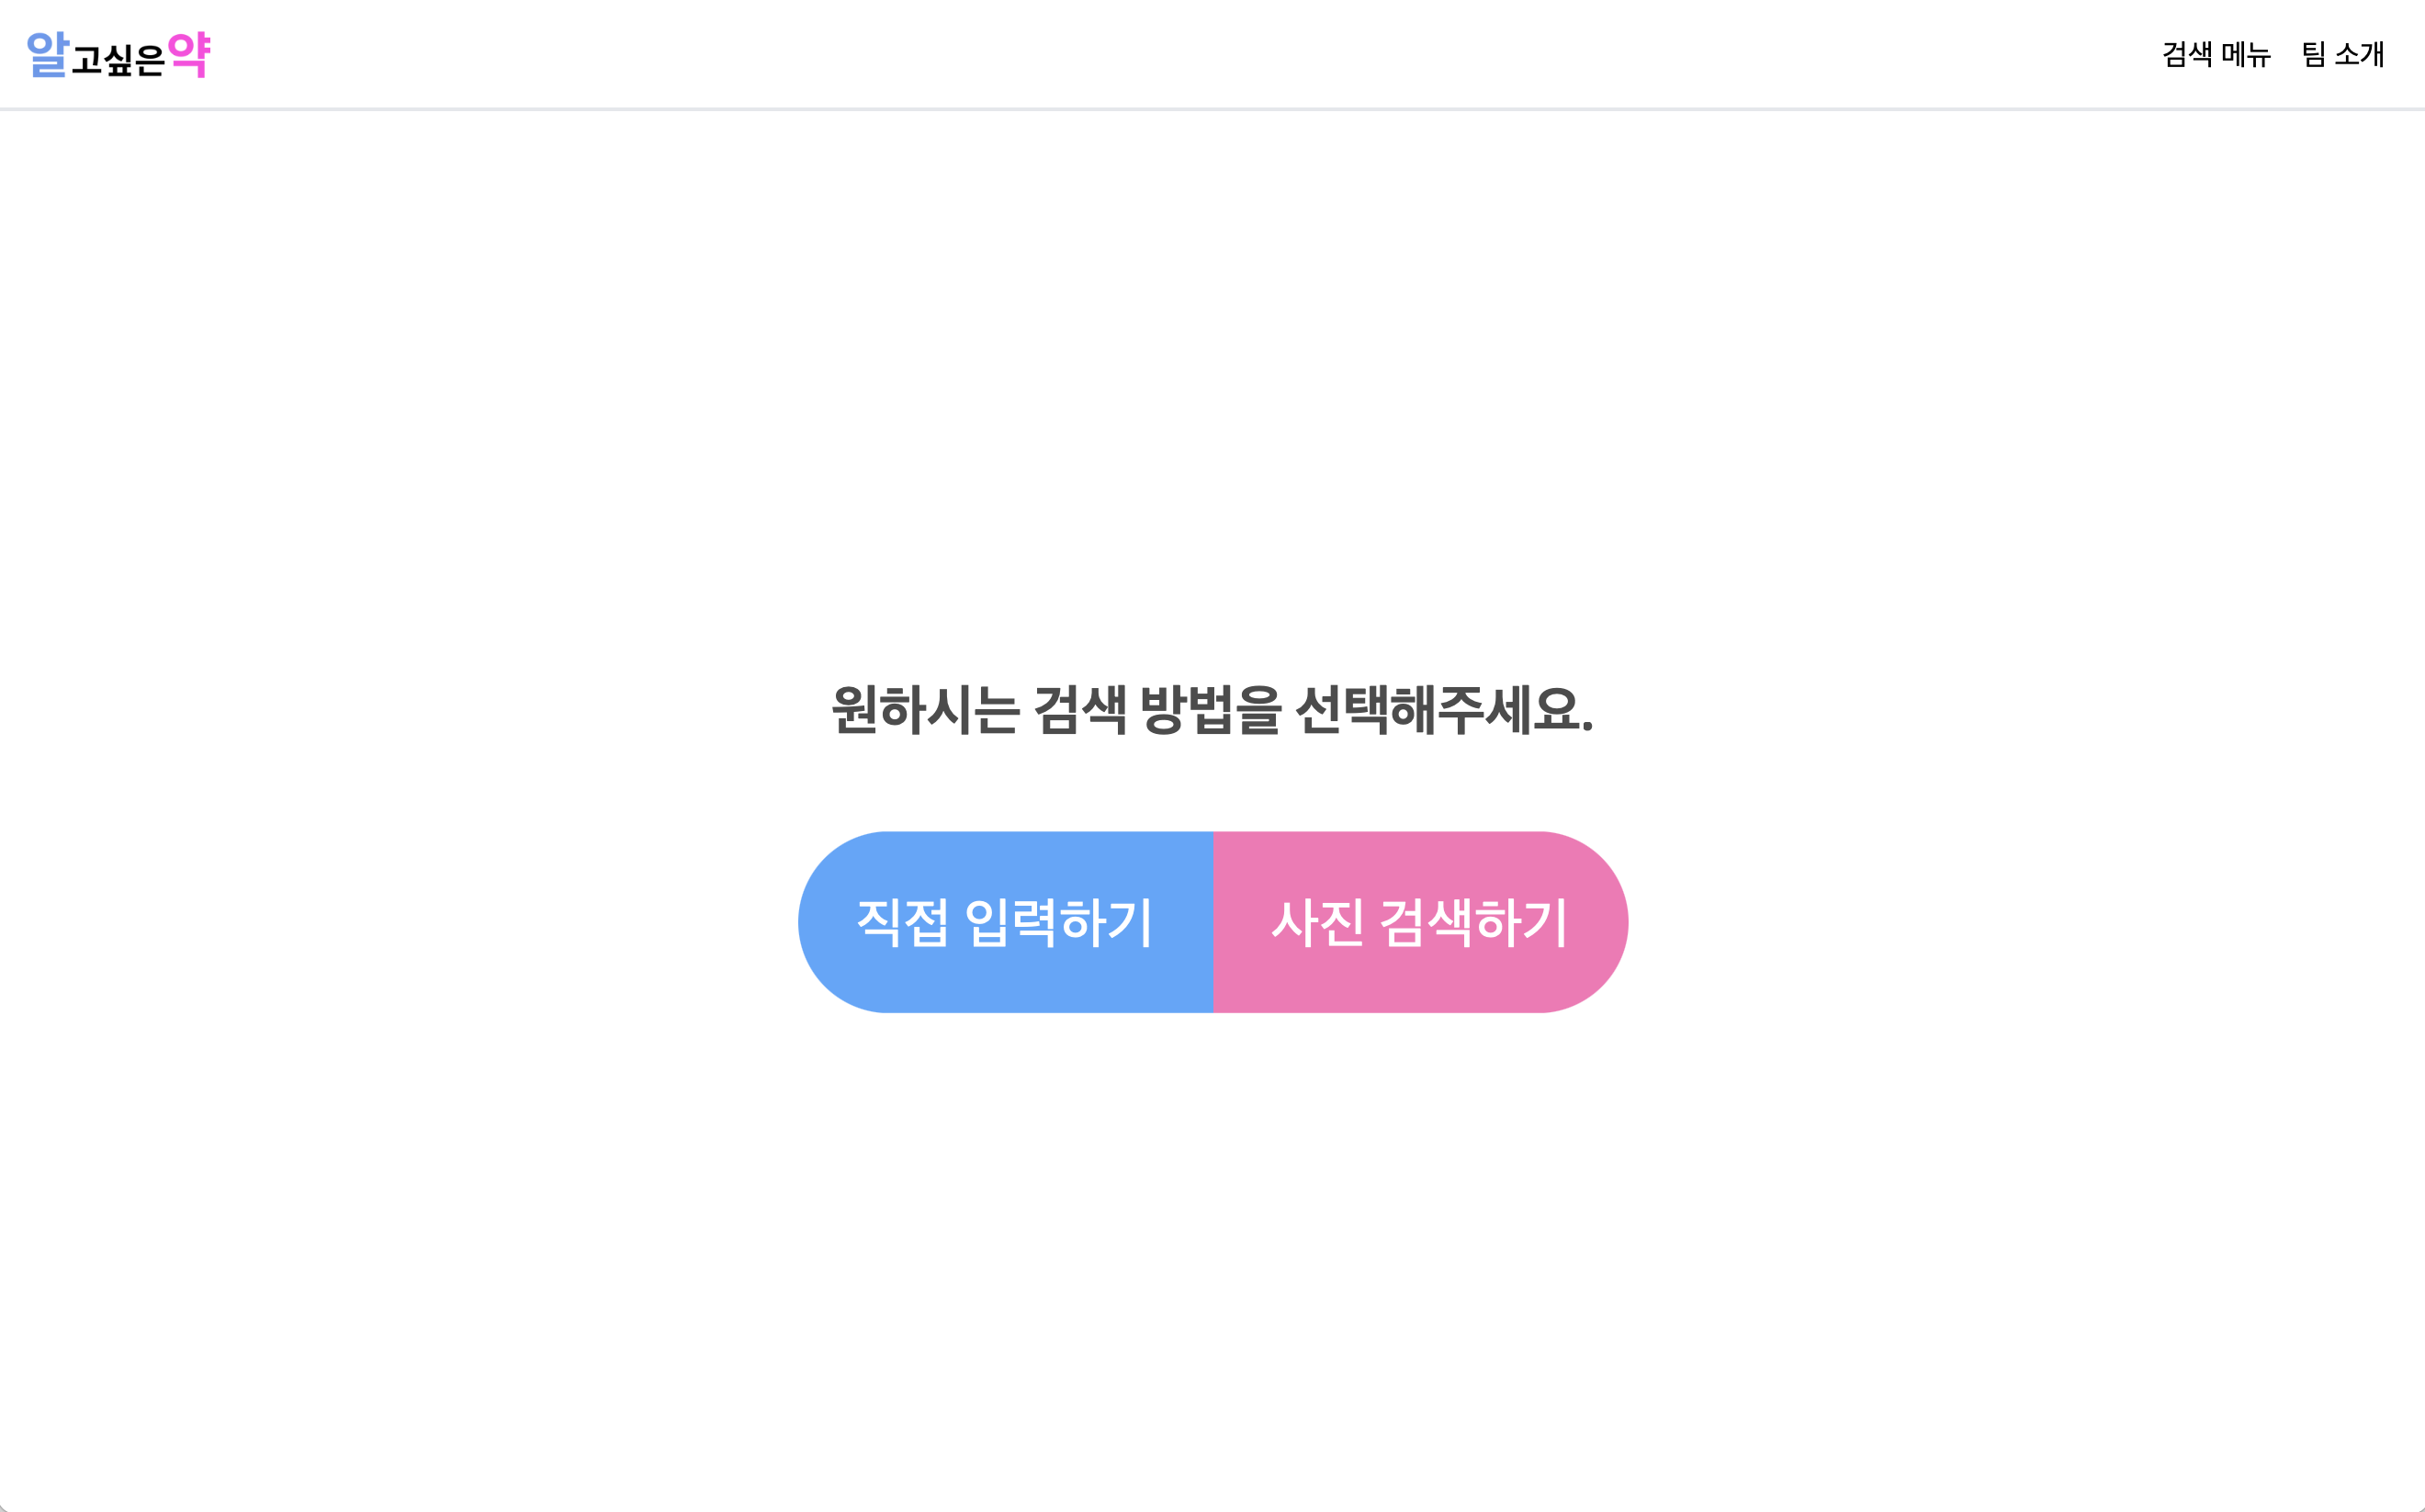 알고싶은약
검색 메뉴 팀 소개
원하시는 검색 방법을 선택해주세요.
직접 입력하기 사진 검색하기